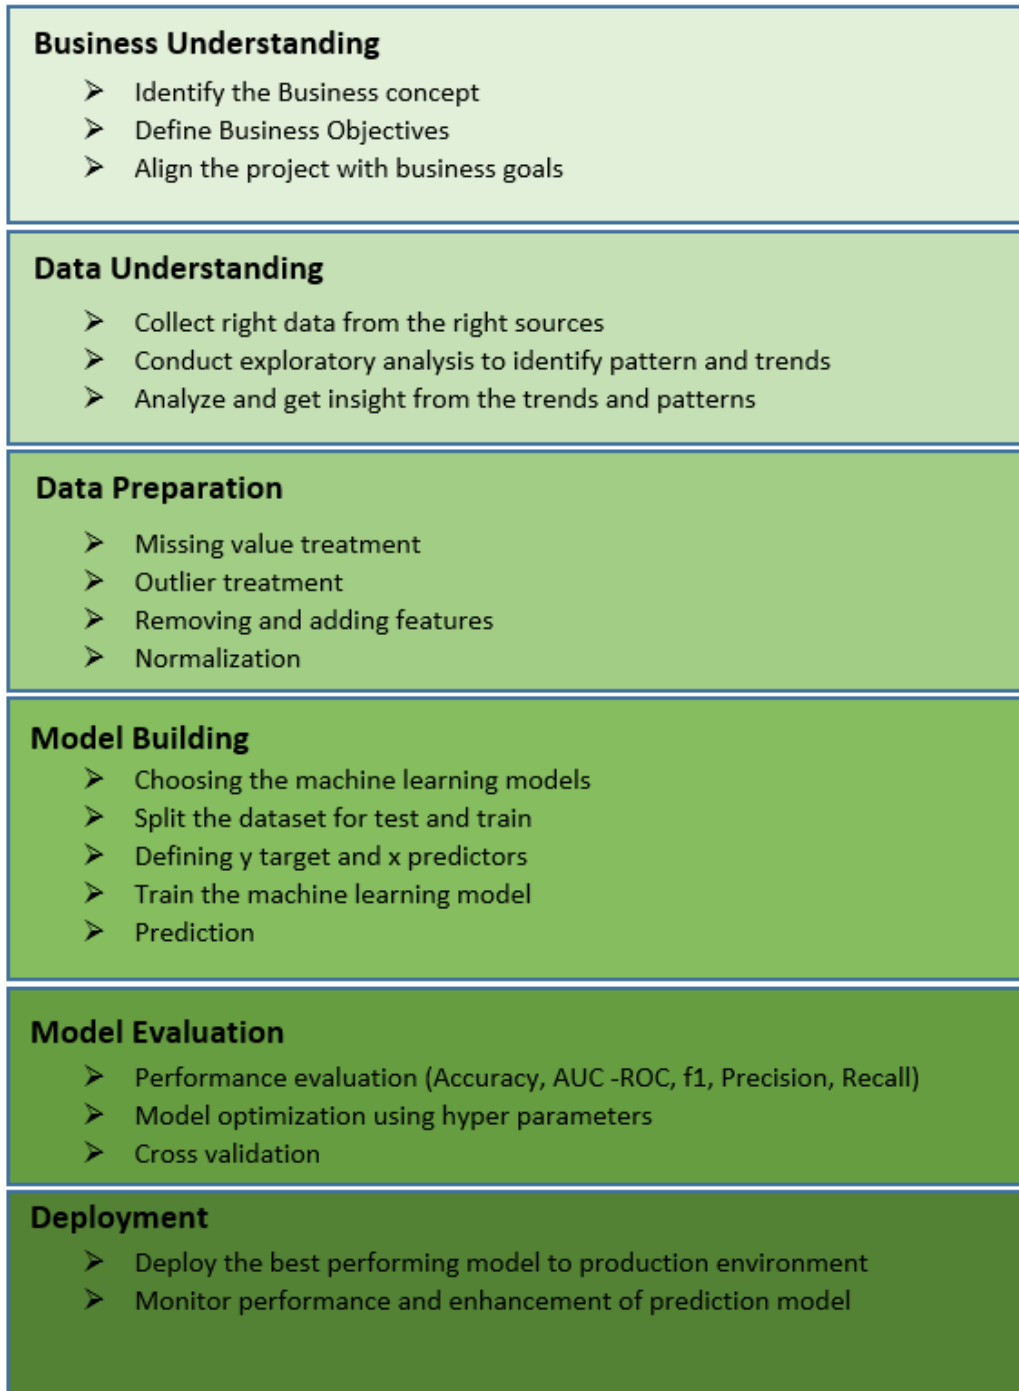 Business Understanding
➤ Identify the Business concept
➤ Define Business Objectives
➤ Align the project with business goals
Data Understanding
➤ Collect right data from the right sources
➤ Conduct exploratory analysis to identify pattern and trends
➤ Analyze and get insight from the trends and patterns
Data Preparation
➤ Missing value treatment
➤ Outlier treatment
➤ Removing and adding features
➤ Normalization
Model Building
➤ Choosing the machine learning models
➤ Split the dataset for test and train
➤ Defining y target and x predictors
➤ Train the machine learning model
➤ Prediction
Model Evaluation
➤ Performance evaluation (Accuracy, AUC -ROC, f1, Precision, Recall)
➤ Model optimization using hyper parameters
➤ Cross validation
Deployment
➤ Deploy the best performing model to production environment
➤ Monitor performance and enhancement of prediction model